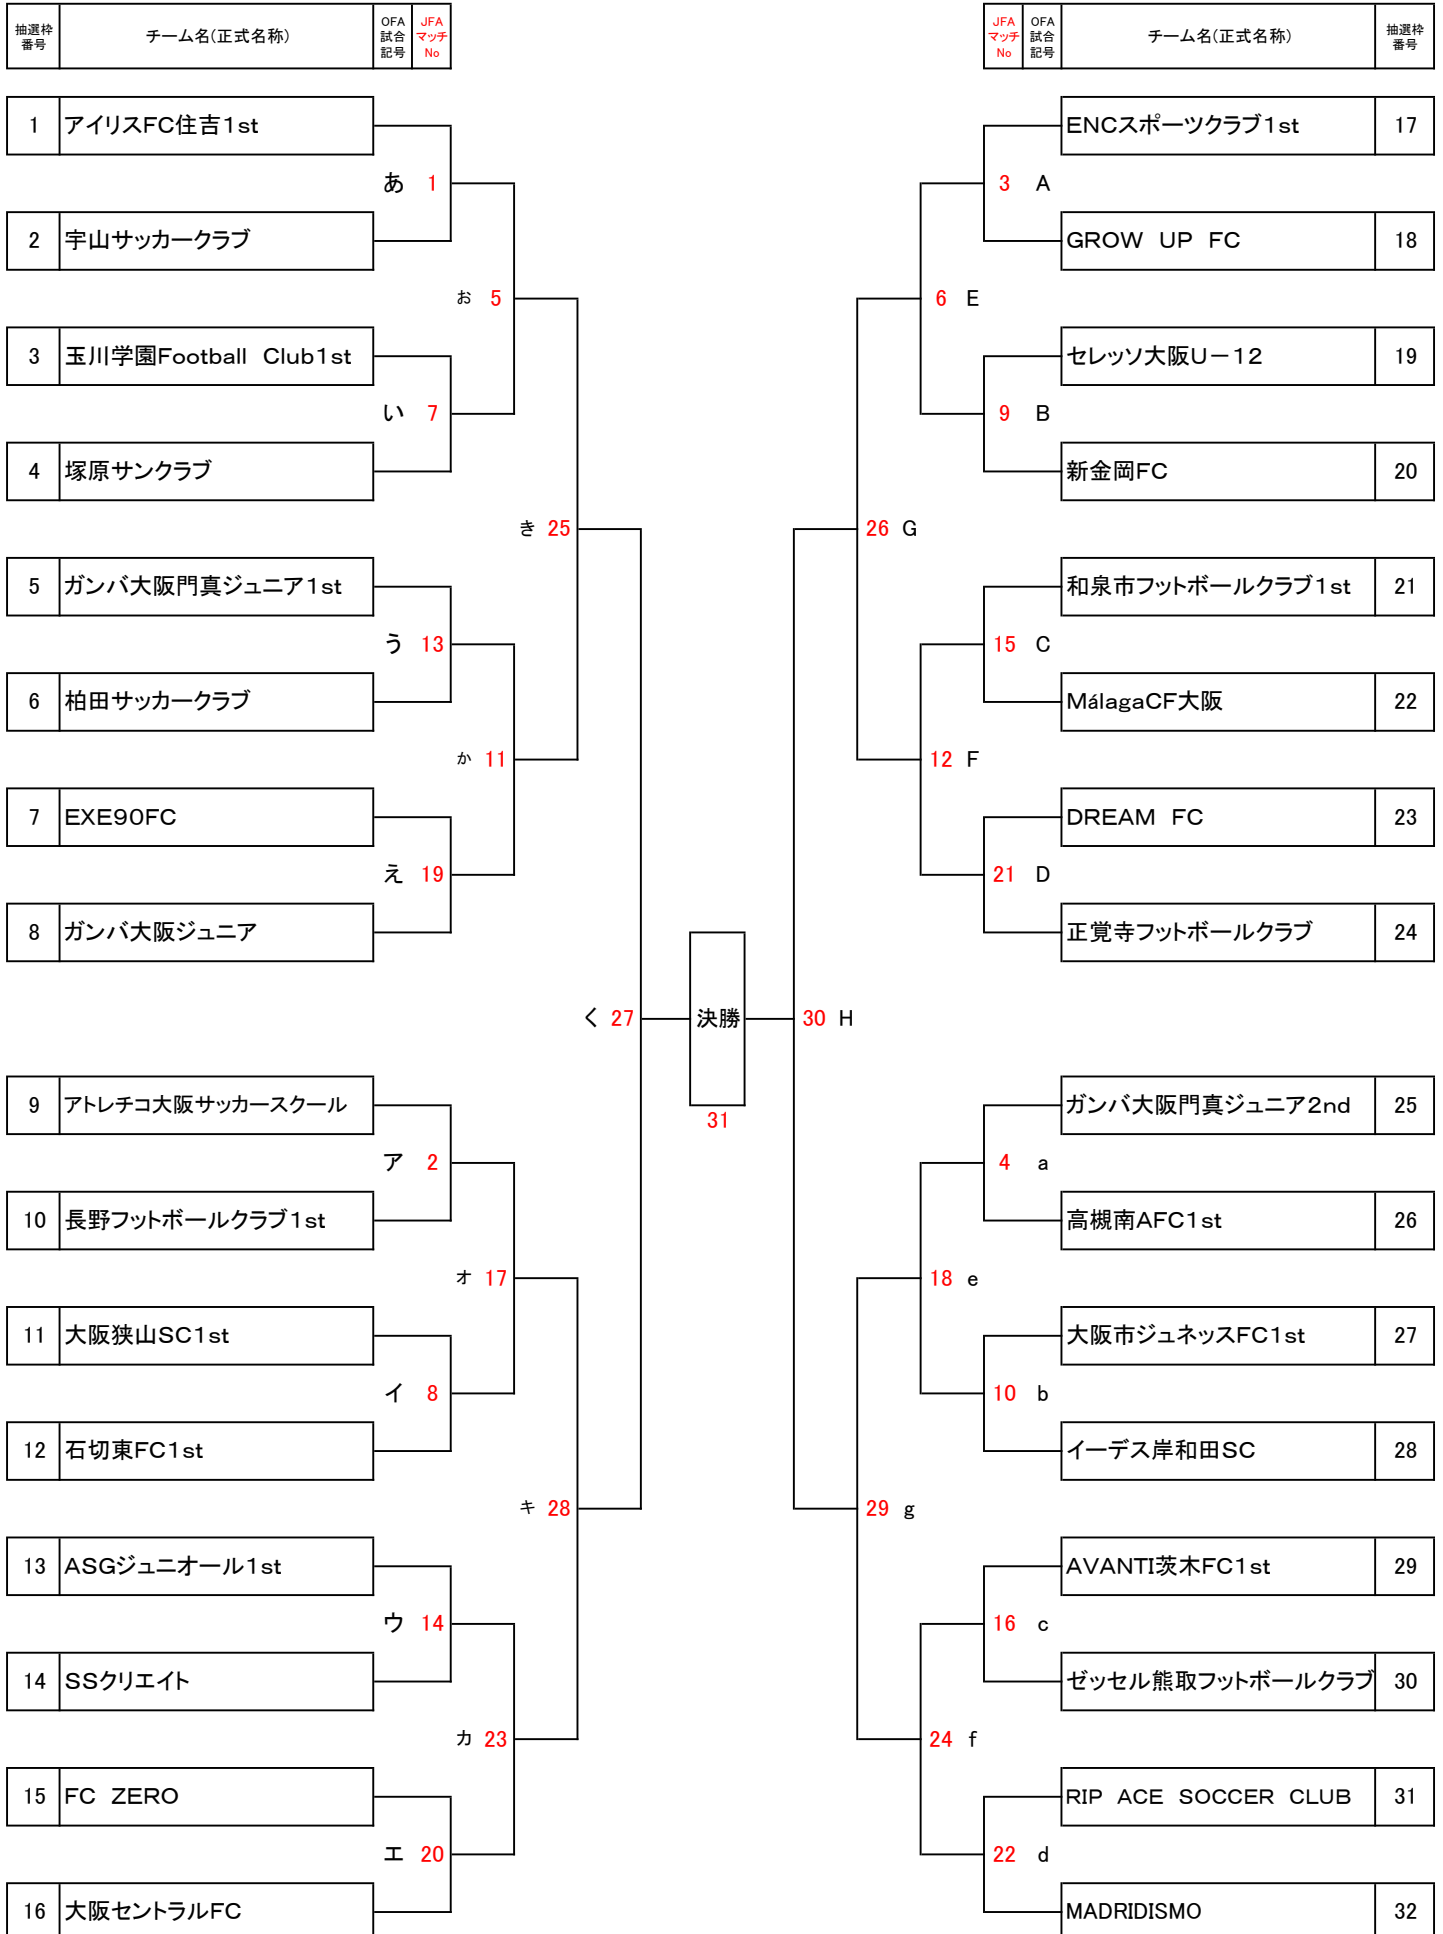 抽選枠番号 チーム名(正式名称) OFA試合記号 JFAマッチNo JFAマッチNo OFA試合記号 チーム名(正式名称) 抽選枠番号
1 アイリスFC住吉1st ENCスポーツクラブ1st 17
あ 1 3 A
2 宇山サッカークラブ GROW UP FC 18
お 5 6 E
3 玉川学園Football Club1st セレッソ大阪U－12 19
い 7 9 B
4 塚原サンクラブ 新金岡FC 20
き 25 26 G
5 ガンバ大阪門真ジュニア1st 和泉市フットボールクラブ1st 21
う 13 15 C
6 柏田サッカークラブ MálagaCF大阪 22
か 11 12 F
7 EXE90FC DREAM FC 23
え 19 21 D
8 ガンバ大阪ジュニア 正覚寺フットボールクラブ 24
く 27 決勝 30 H
9 アトレチコ大阪サッカースクール ガンバ大阪門真ジュニア2nd 25
31
ア 2 4 a
10 長野フットボールクラブ1st 高槻南AFC1st 26
オ 17 18 e
11 大阪狭山SC1st 大阪市ジュネッスFC1st 27
イ 8 10 b
12 石切東FC1st イーデス岸和田SC 28
キ 28 29 g
13 ASGジュニオール1st AVANTI茨木FC1st 29
ウ 14 16 c
14 SSクリエイト ゼッセル熊取フットボールクラブ 30
カ 23 24 f
15 FC ZERO RIP ACE SOCCER CLUB 31
エ 20 22 d
16 大阪セントラルFC MADRIDISMO 32